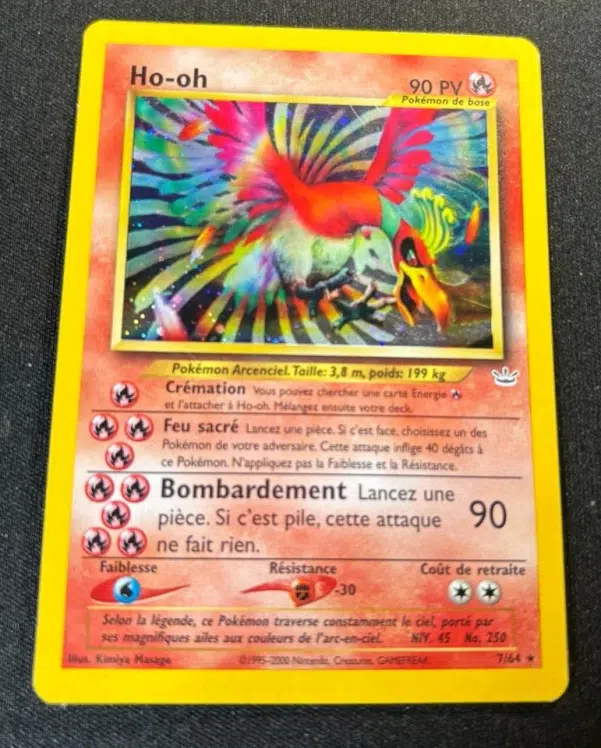 Ho-oh
90 PV
Pokémon de base
Pokémon Arcenciel. Taille: 3,8 m, poids: 199 kg
Crémation Vous pouvez chercher une carte Énergie
et l'attacher à Ho-oh. Mélangez ensuite votre deck.
Feu sacré Lancez une pièce. Si c'est face, choisissez un des
Pokémon de votre adversaire. Cette attaque inflige 40 dégâts à
ce Pokémon. N'appliquez pas la Faiblesse et la Résistance.
Bombardement Lancez une
pièce. Si c'est pile, cette attaque 90
ne fait rien.
Faiblesse Résistance Coût de retraite
-30
Selon la légende, ce Pokémon traverse constamment le ciel, porté par
ses magnifiques ailes aux couleurs de l'arc-en-ciel. NIV. 45 No. 250
Illus. Kimiya Masago ©1995-2000 Nintendo, Creatures, GAMEFREAK. 7/64 ★